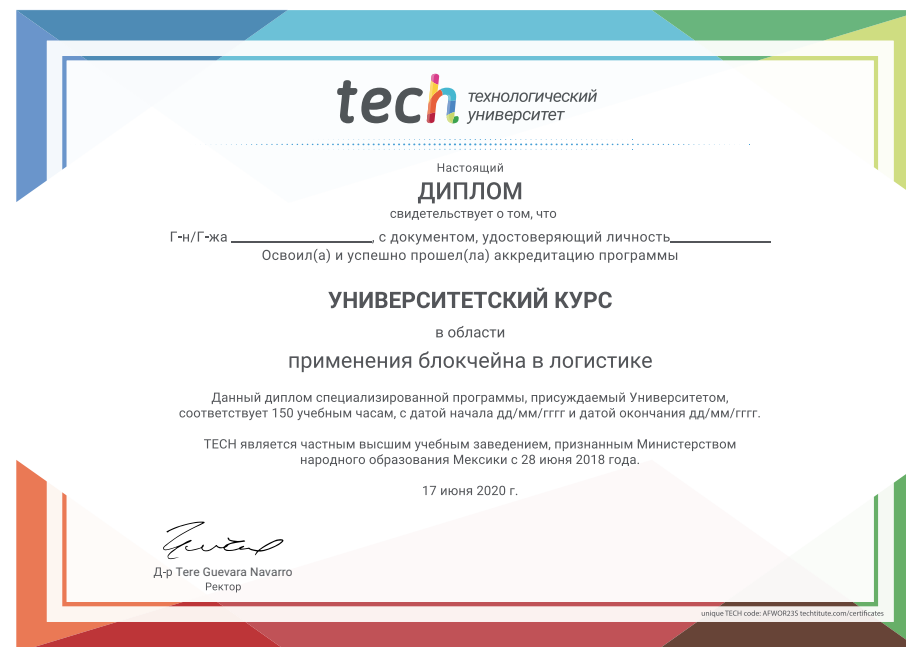 tech технологический
университет
Настоящий
ДИПЛОМ
свидетельствует о том, что
Г-н/Г-жа ____________________, с документом, удостоверяющий личность______________
Освоил(а) и успешно прошел(ла) аккредитацию программы
УНИВЕРСИТЕТСКИЙ КУРС
в области
применения блокчейна в логистике
Данный диплом специализированной программы, присуждаемый Университетом,
соответствует 150 учебным часам, с датой начала дд/мм/гггг и датой окончания дд/мм/гггг.
TECH является частным высшим учебным заведением, признанным Министерством
народного образования Мексики с 28 июня 2018 года.
17 июня 2020 г.
Д-р Tere Guevara Navarro
Ректор
unique TECH code: AFWOR23S techtitute.com/certificates